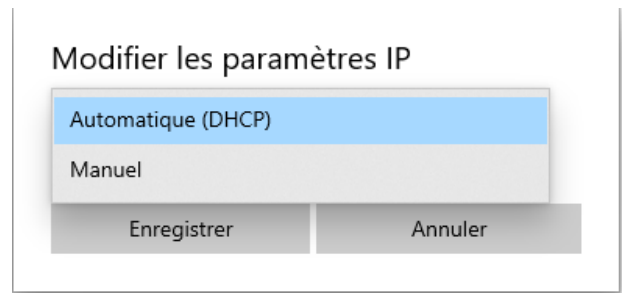 Modifier les paramètres IP
Automatique (DHCP)
Manuel
Enregistrer Annuler